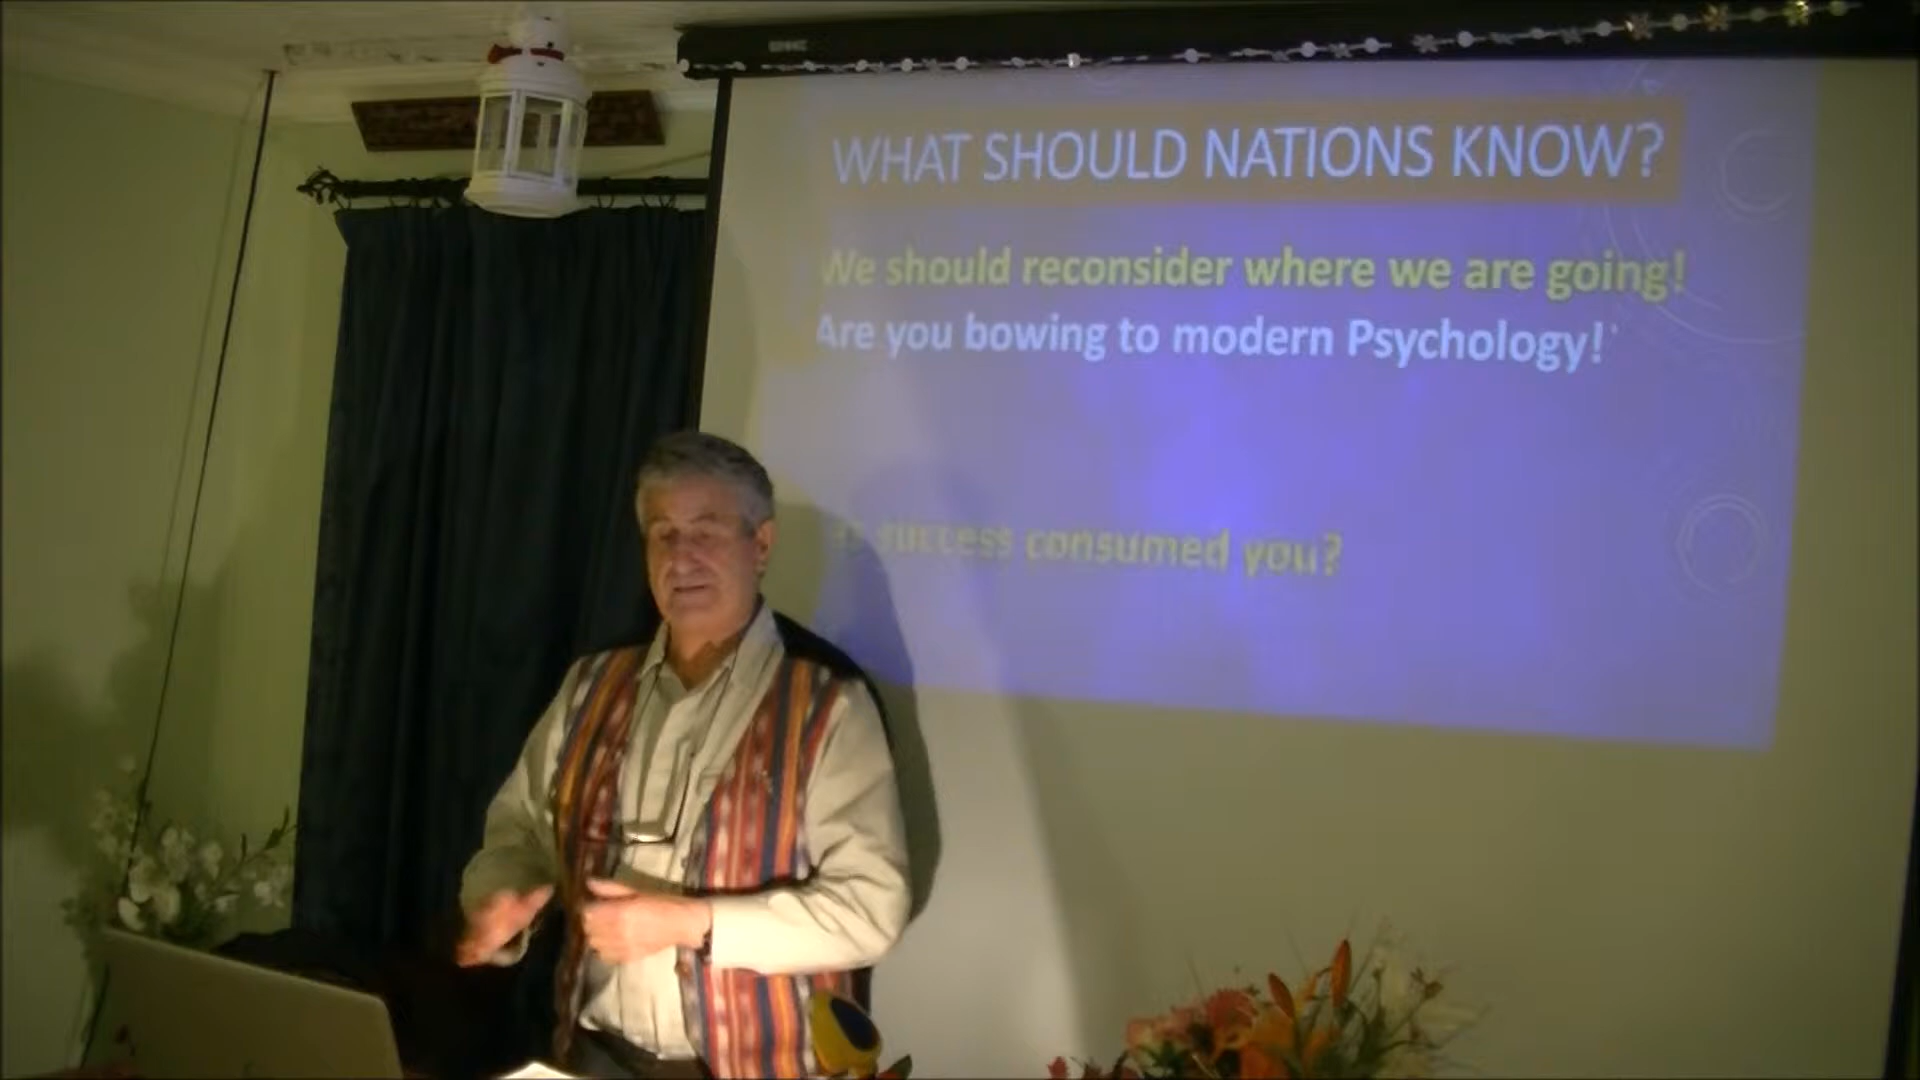 WHAT SHOULD NATIONS KNOW?
We should reconsider where we are going!
Are you bowing to modern Psychology!'
success consumed you?